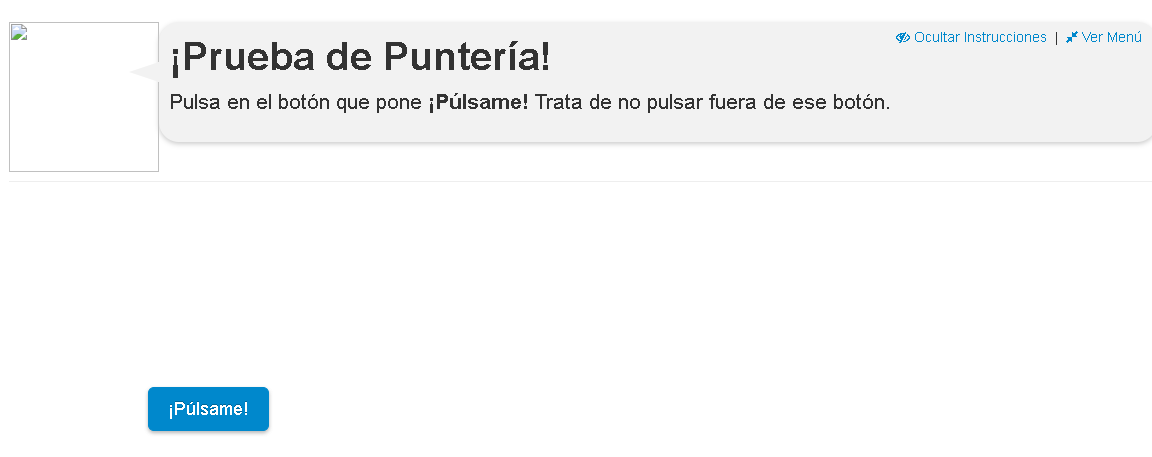 Ocultar Instrucciones | Ver Menú
¡Prueba de Puntería!
Pulsa en el botón que pone ¡Púlsame! Trata de no pulsar fuera de ese botón.
¡Púlsame!